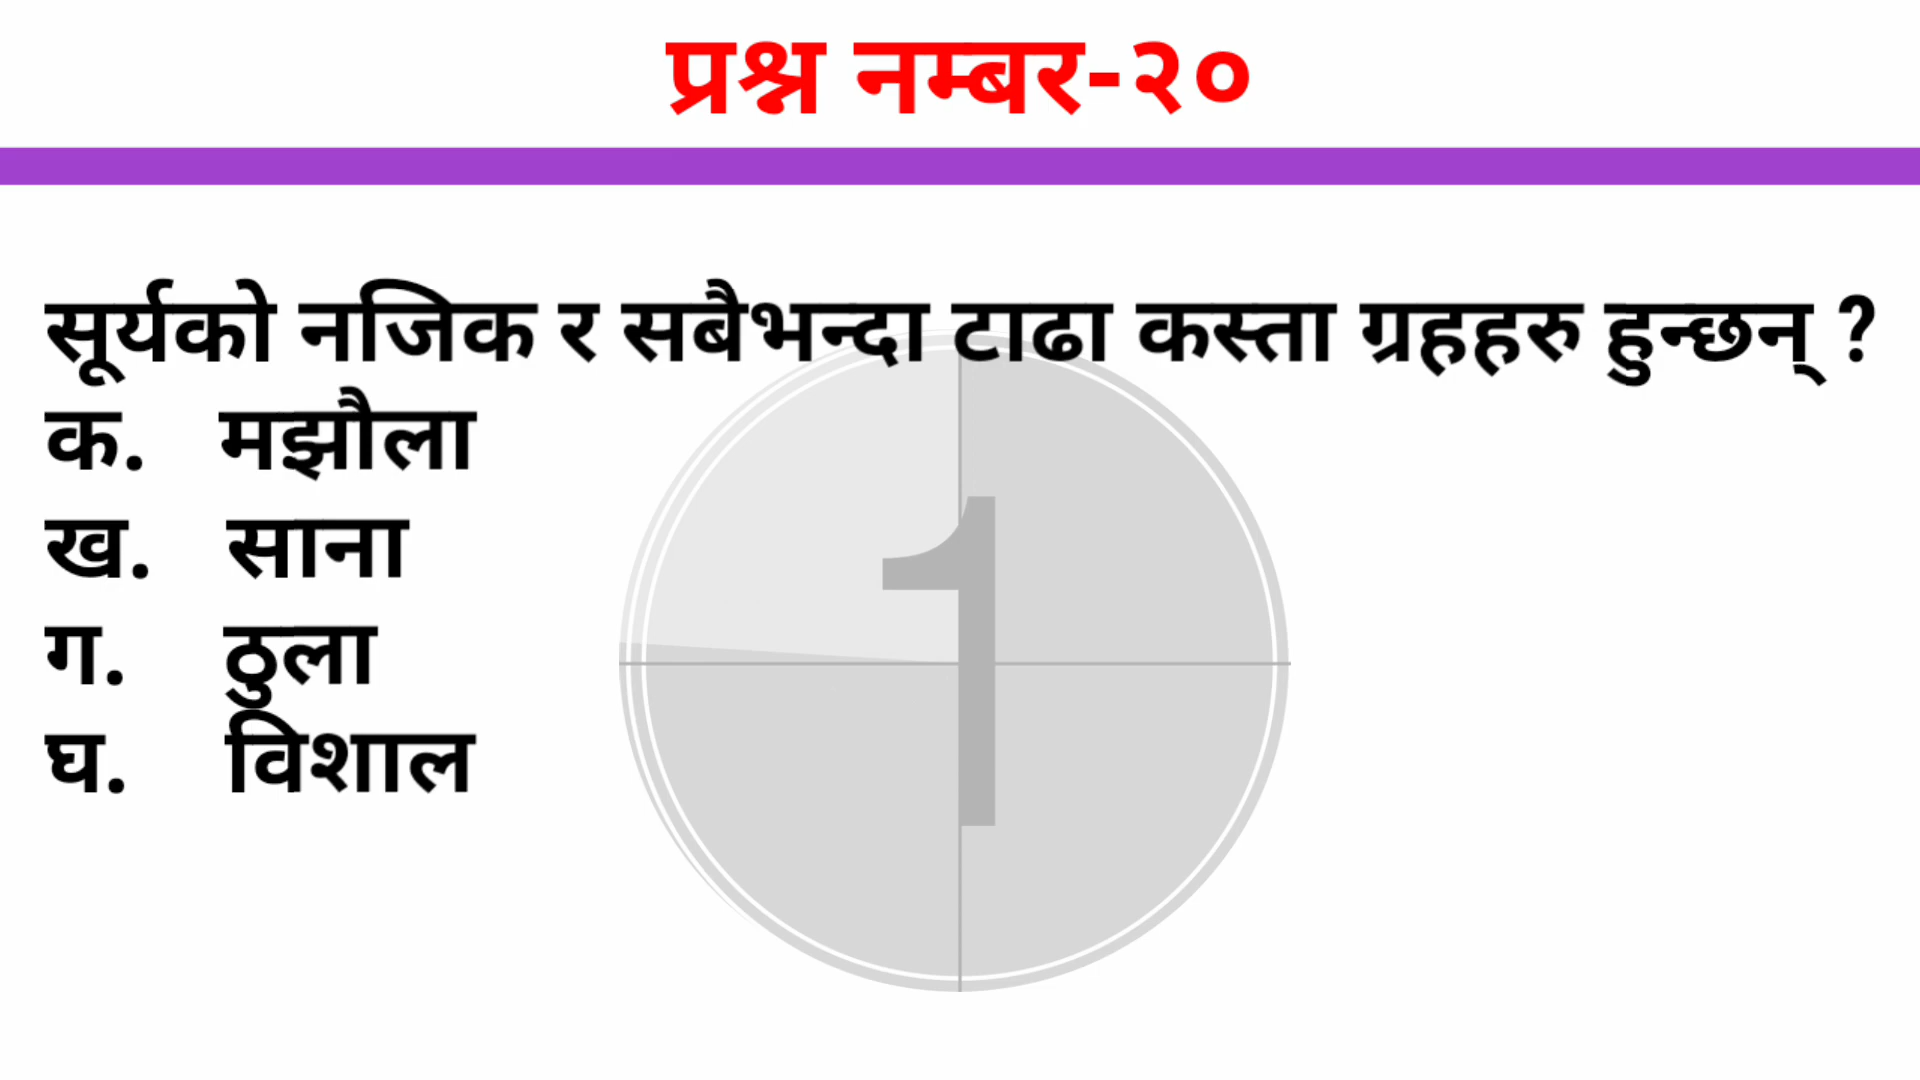 प्रश्न नम्बर-२०
सूर्यको नजिक र सबैभन्दा टाढा कस्ता ग्रहहरु हुन्छन् ?
क. मझौला
ख. साना
ग. ठुला
घ. विशाल
1